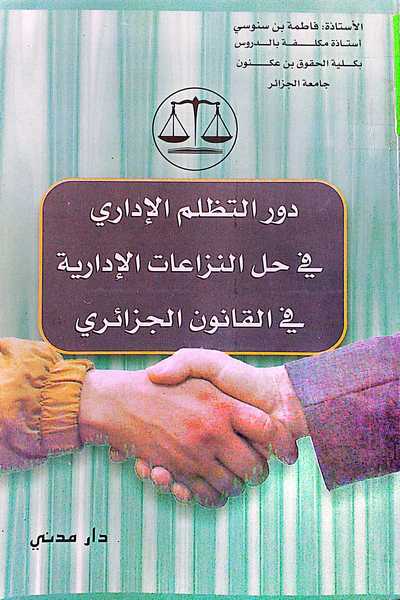 الأستاذة: فاطمة بن سنوسي
أستاذة مكلفة بالدروس
بكلية الحقوق بن عكنون
جامعة الجزائر
دور التظلم الإداري
في حل النزاعات الإدارية
في القانون الجزائري
دار مدني